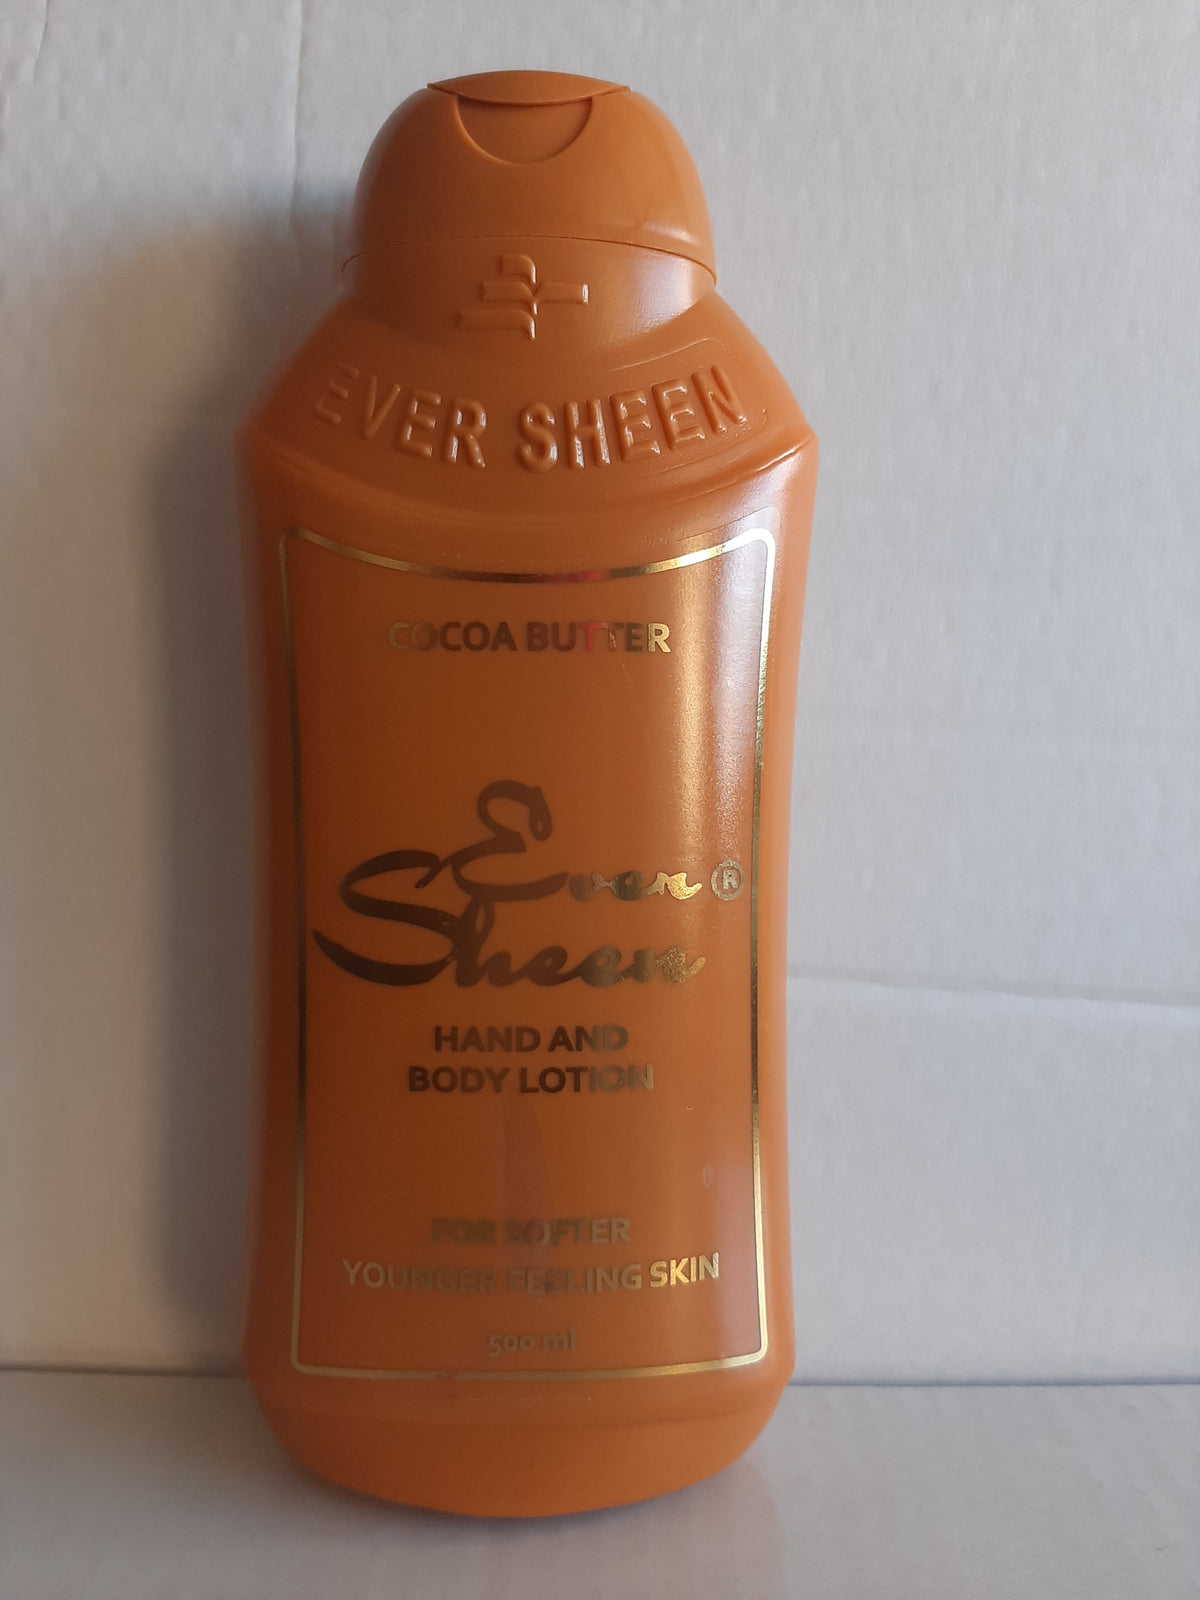 EVER SHEEN
COCOA BUTTER
Ever ®
Sheen
HAND AND
BODY LOTION
FOR SOFTER
YOUNGER FEELING SKIN
500 ml